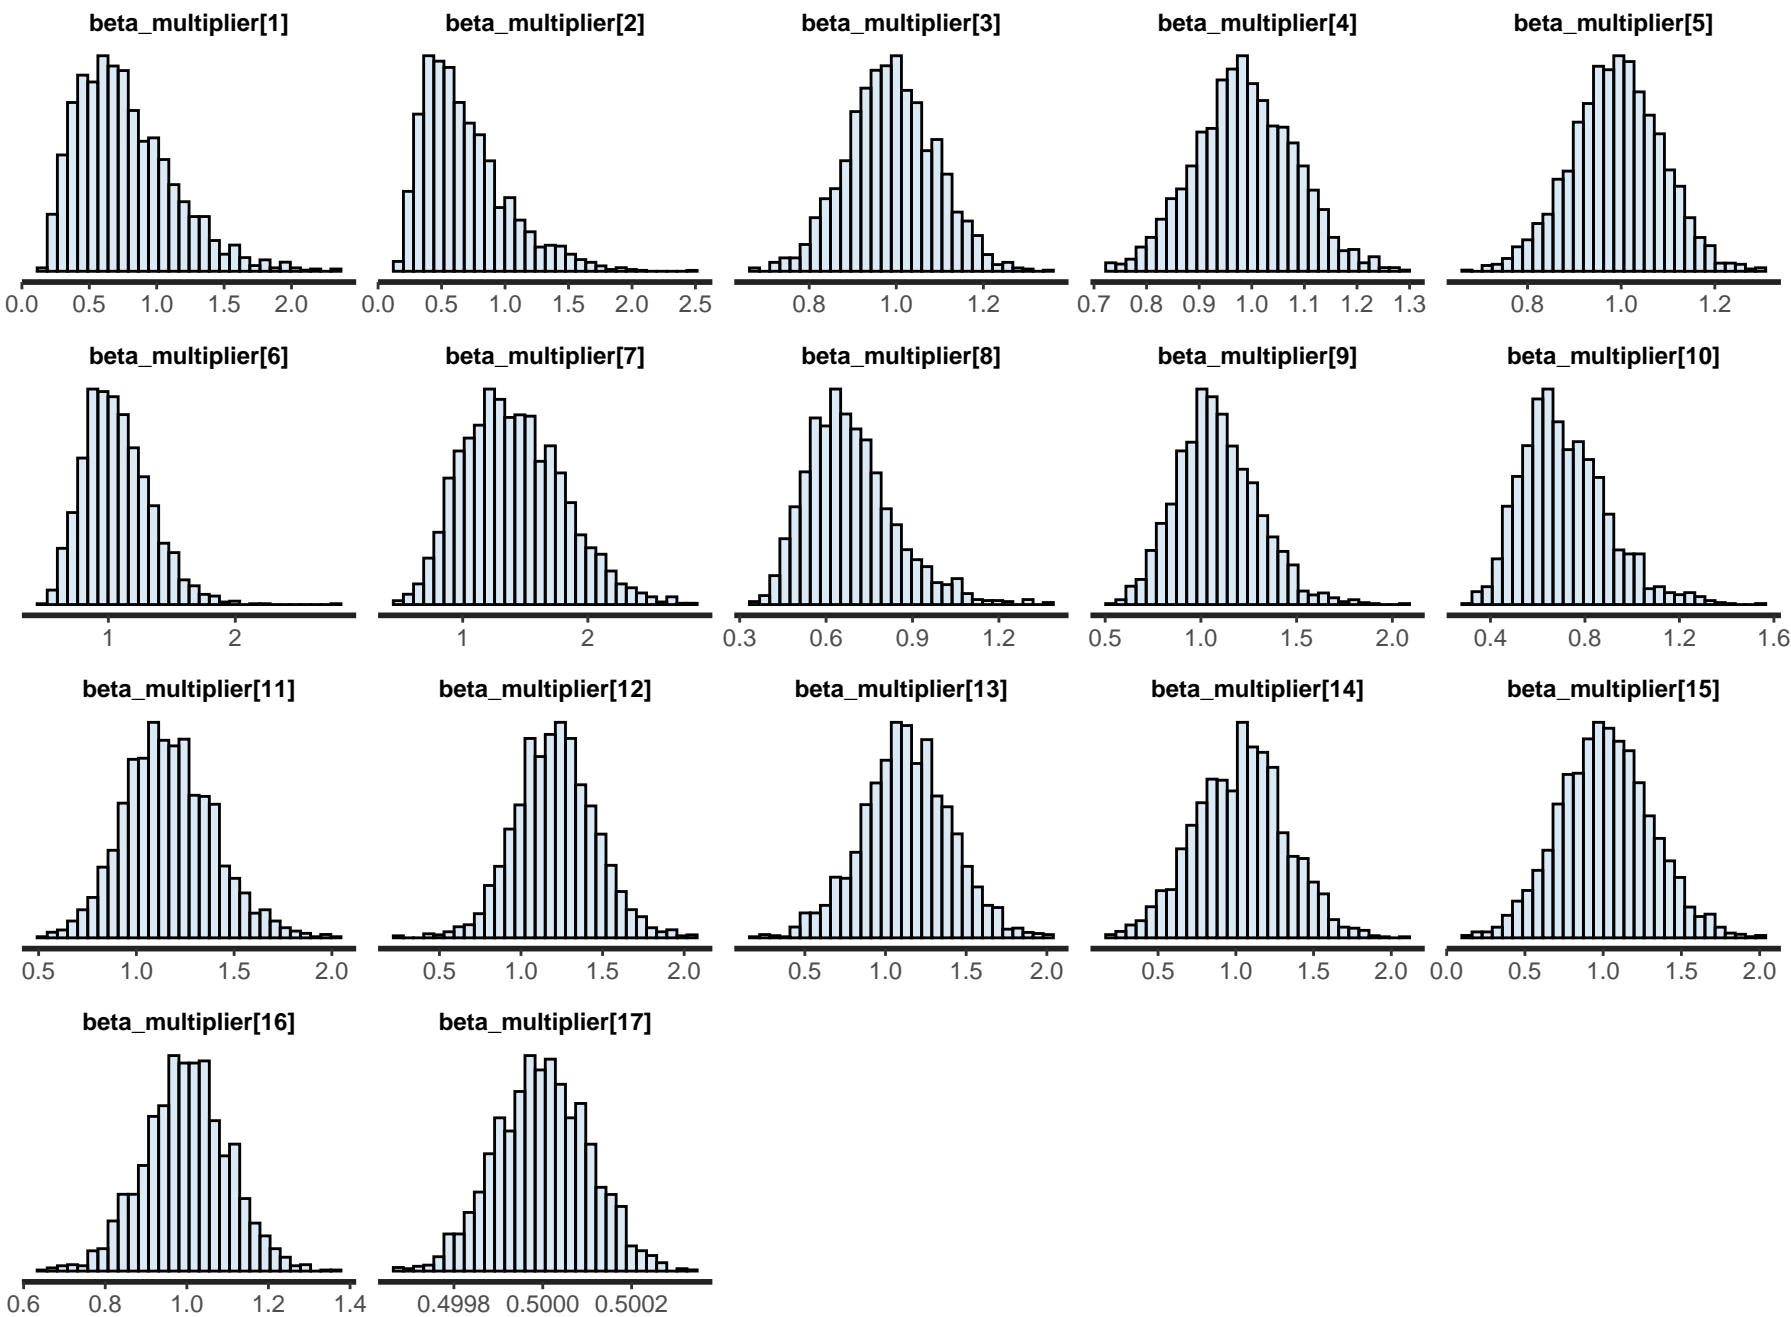 beta_multiplier[1] beta_multiplier[2] beta_multiplier[3] beta_multiplier[4] beta_multiplier[5]
0.0 0.5 1.0 1.5 2.0 0.0 0.5 1.0 1.5 2.0 2.5 0.8 1.0 1.2 0.7 0.8 0.9 1.0 1.1 1.2 1.3 0.8 1.0 1.2
beta_multiplier[6] beta_multiplier[7] beta_multiplier[8] beta_multiplier[9] beta_multiplier[10]
1 2 1 2 0.3 0.6 0.9 1.2 0.5 1.0 1.5 2.0 0.4 0.8 1.2 1.6
beta_multiplier[11] beta_multiplier[12] beta_multiplier[13] beta_multiplier[14] beta_multiplier[15]
0.5 1.0 1.5 2.0 0.5 1.0 1.5 2.0 0.5 1.0 1.5 2.0 0.5 1.0 1.5 2.0 0.0 0.5 1.0 1.5 2.0
beta_multiplier[16] beta_multiplier[17]
0.6 0.8 1.0 1.2 1.4 0.4998 0.5000 0.5002